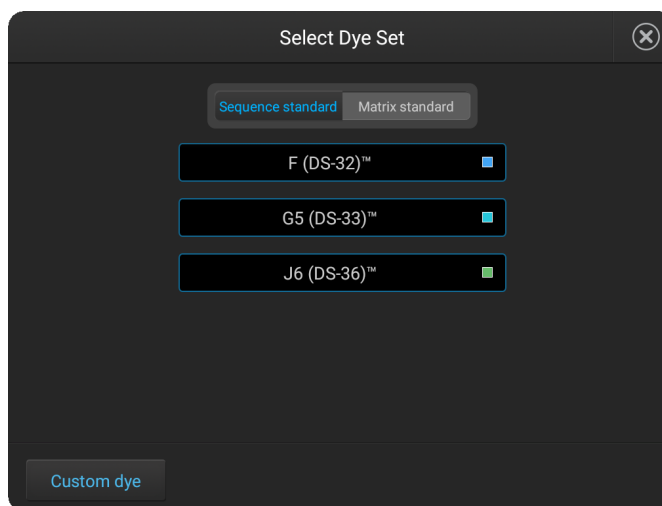 Select Dye Set
Sequence standard Matrix standard
F (DS-32)™
G5 (DS-33)™
J6 (DS-36)™
Custom dye